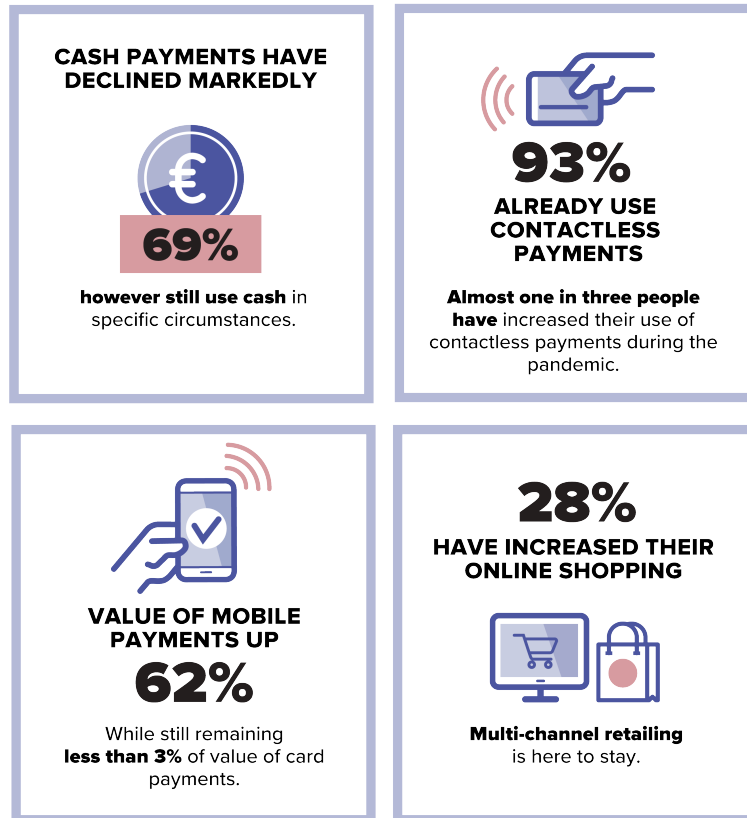 CASH PAYMENTS HAVE
DECLINED MARKEDLY
€
69%
however still use cash in
specific circumstances.
93%
ALREADY USE
CONTACTLESS
PAYMENTS
Almost one in three people
have increased their use of
contactless payments during the
pandemic.
VALUE OF MOBILE
PAYMENTS UP
62%
While still remaining
less than 3% of value of card
payments.
28%
HAVE INCREASED THEIR
ONLINE SHOPPING
Multi-channel retailing
is here to stay.